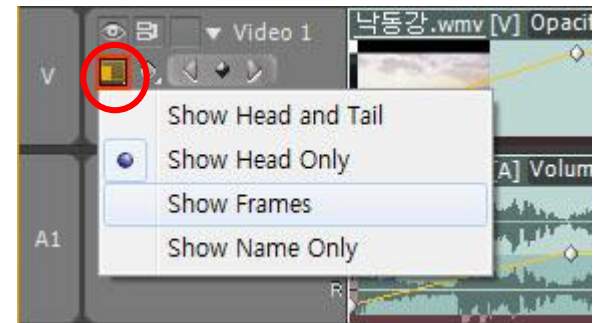 Video 1
낙동강.wmv [V] Opacit
V
Show Head and Tail
Show Head Only
[A] Volum
Show Frames
A1
Show Name Only
R